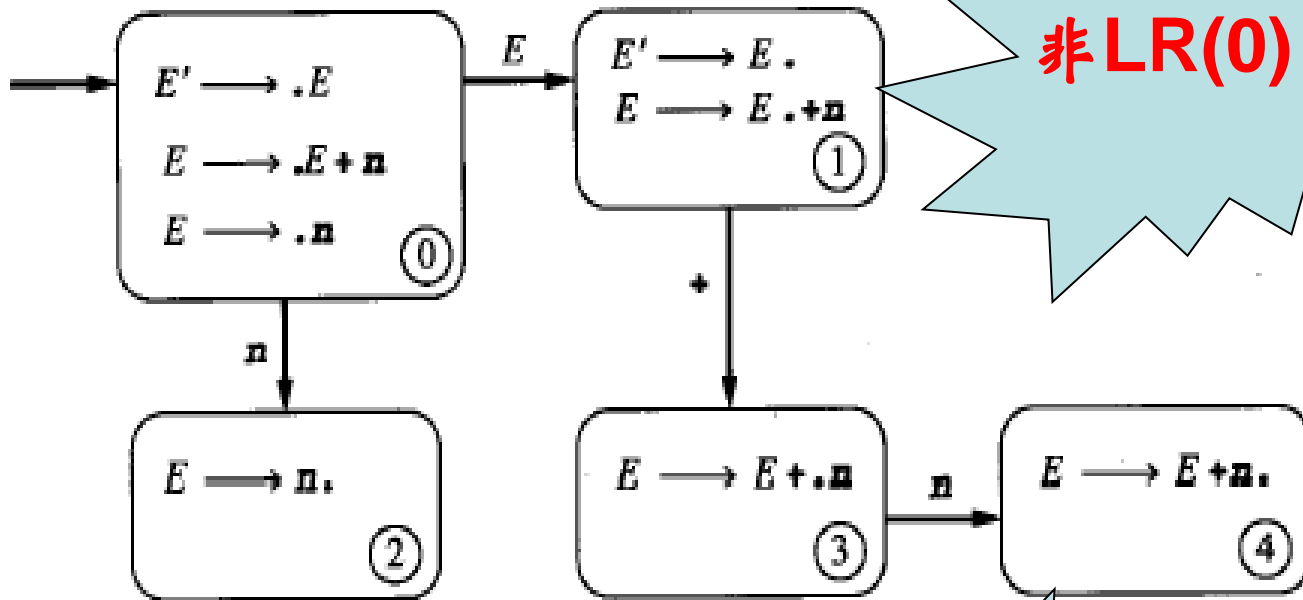 E' → .E
E → .E + n
E → .n
0
E
E' → E .
E → E .+n
1
非LR(0)
n
+
E → n.
2
E → E + .n
3
n
E → E +n.
4